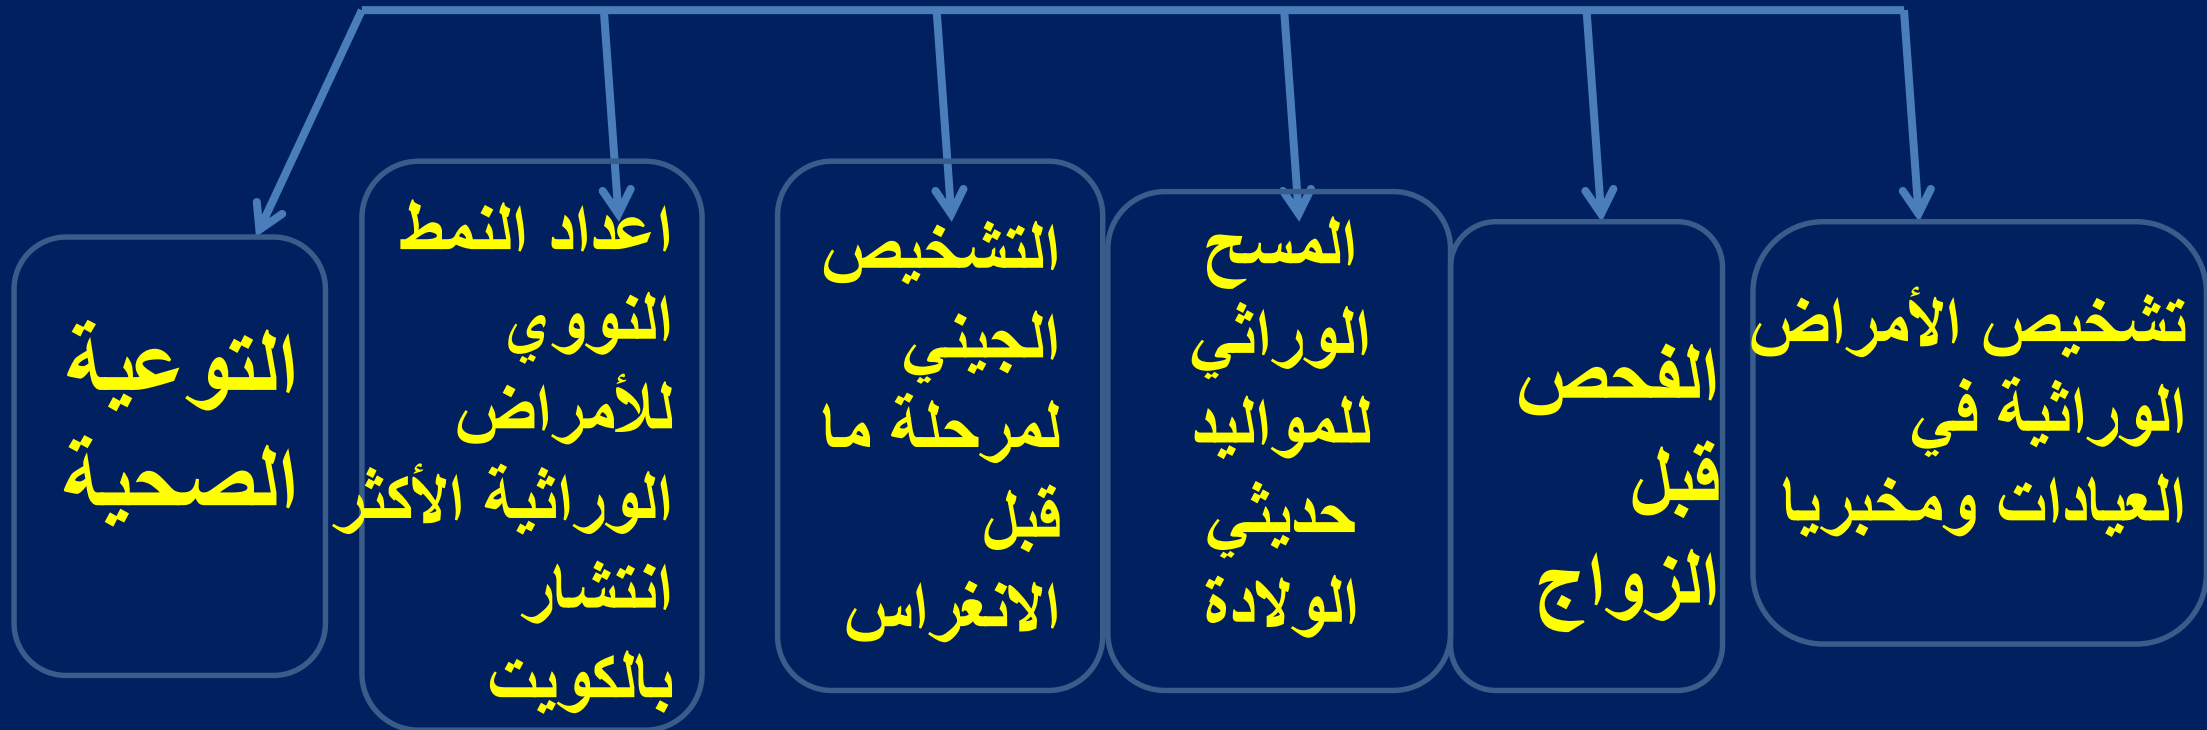 تشخيص الأمراض
الوراثية في
العيادات ومخبريا
الفحص
قبل
الزواج
المسح
الوراثي
للمواليد
حديثي
الولادة
التشخيص
الجيني
لمرحلة ما
قبل
الانغراس
اعداد النمط
النووي
للأمراض
الوراثية الأكثر
انتشار
بالكويت
التوعية
الصحية